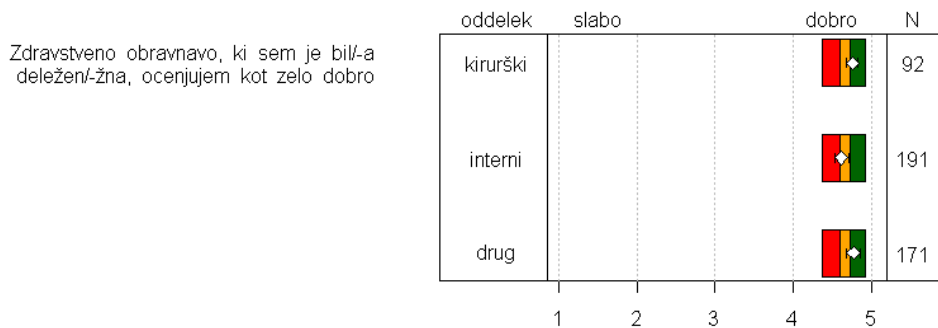 oddelek slabo dobro N
Zdravstveno obravnavo, ki sem je bil/-a
deležen/-žna, ocenjujem kot zelo dobro
kirurški 92
interni 191
drug 171
1 2 3 4 5